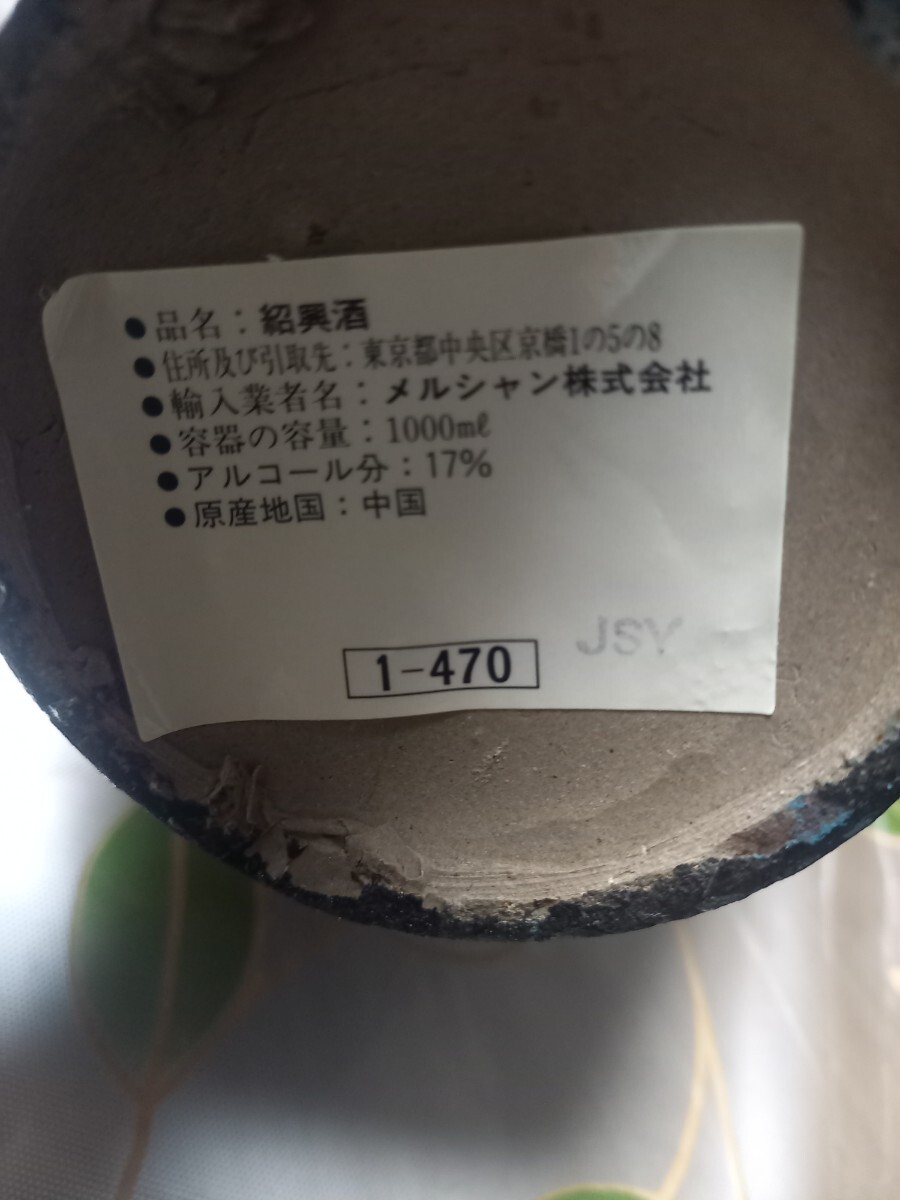 ●品名：紹興酒
●住所及び引取先：東京都中央区京橋1の5の8
●輸入業者名：メルシャン株式会社
●容器の容量：1000mℓ
●アルコール分：17%
●原産地国：中国
JSY
1-470